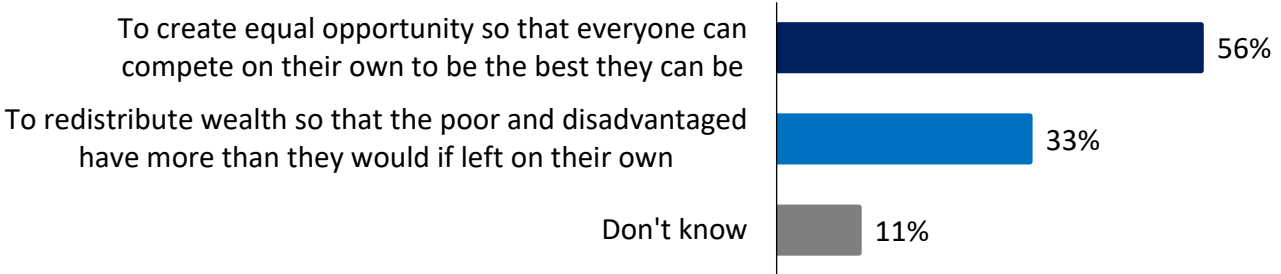 To create equal opportunity so that everyone can
compete on their own to be the best they can be
56%
To redistribute wealth so that the poor and disadvantaged
have more than they would if left on their own
33%
Don't know
11%